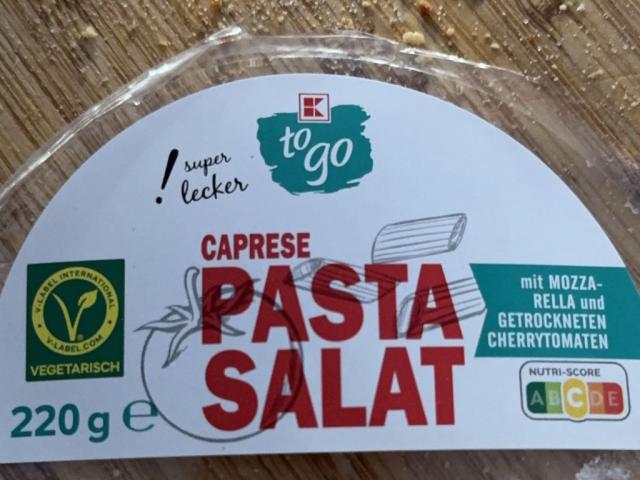 K
to
go
! super
lecker
CAPRESE
PASTA
SALAT
mit MOZZA-
RELLA und
GETROCKNETEN
CHERRYTOMATEN
V-LABEL INTERNATIONAL
V-LABEL.COM
VEGETARISCH
NUTRI-SCORE
A B C D E
220 g ℮